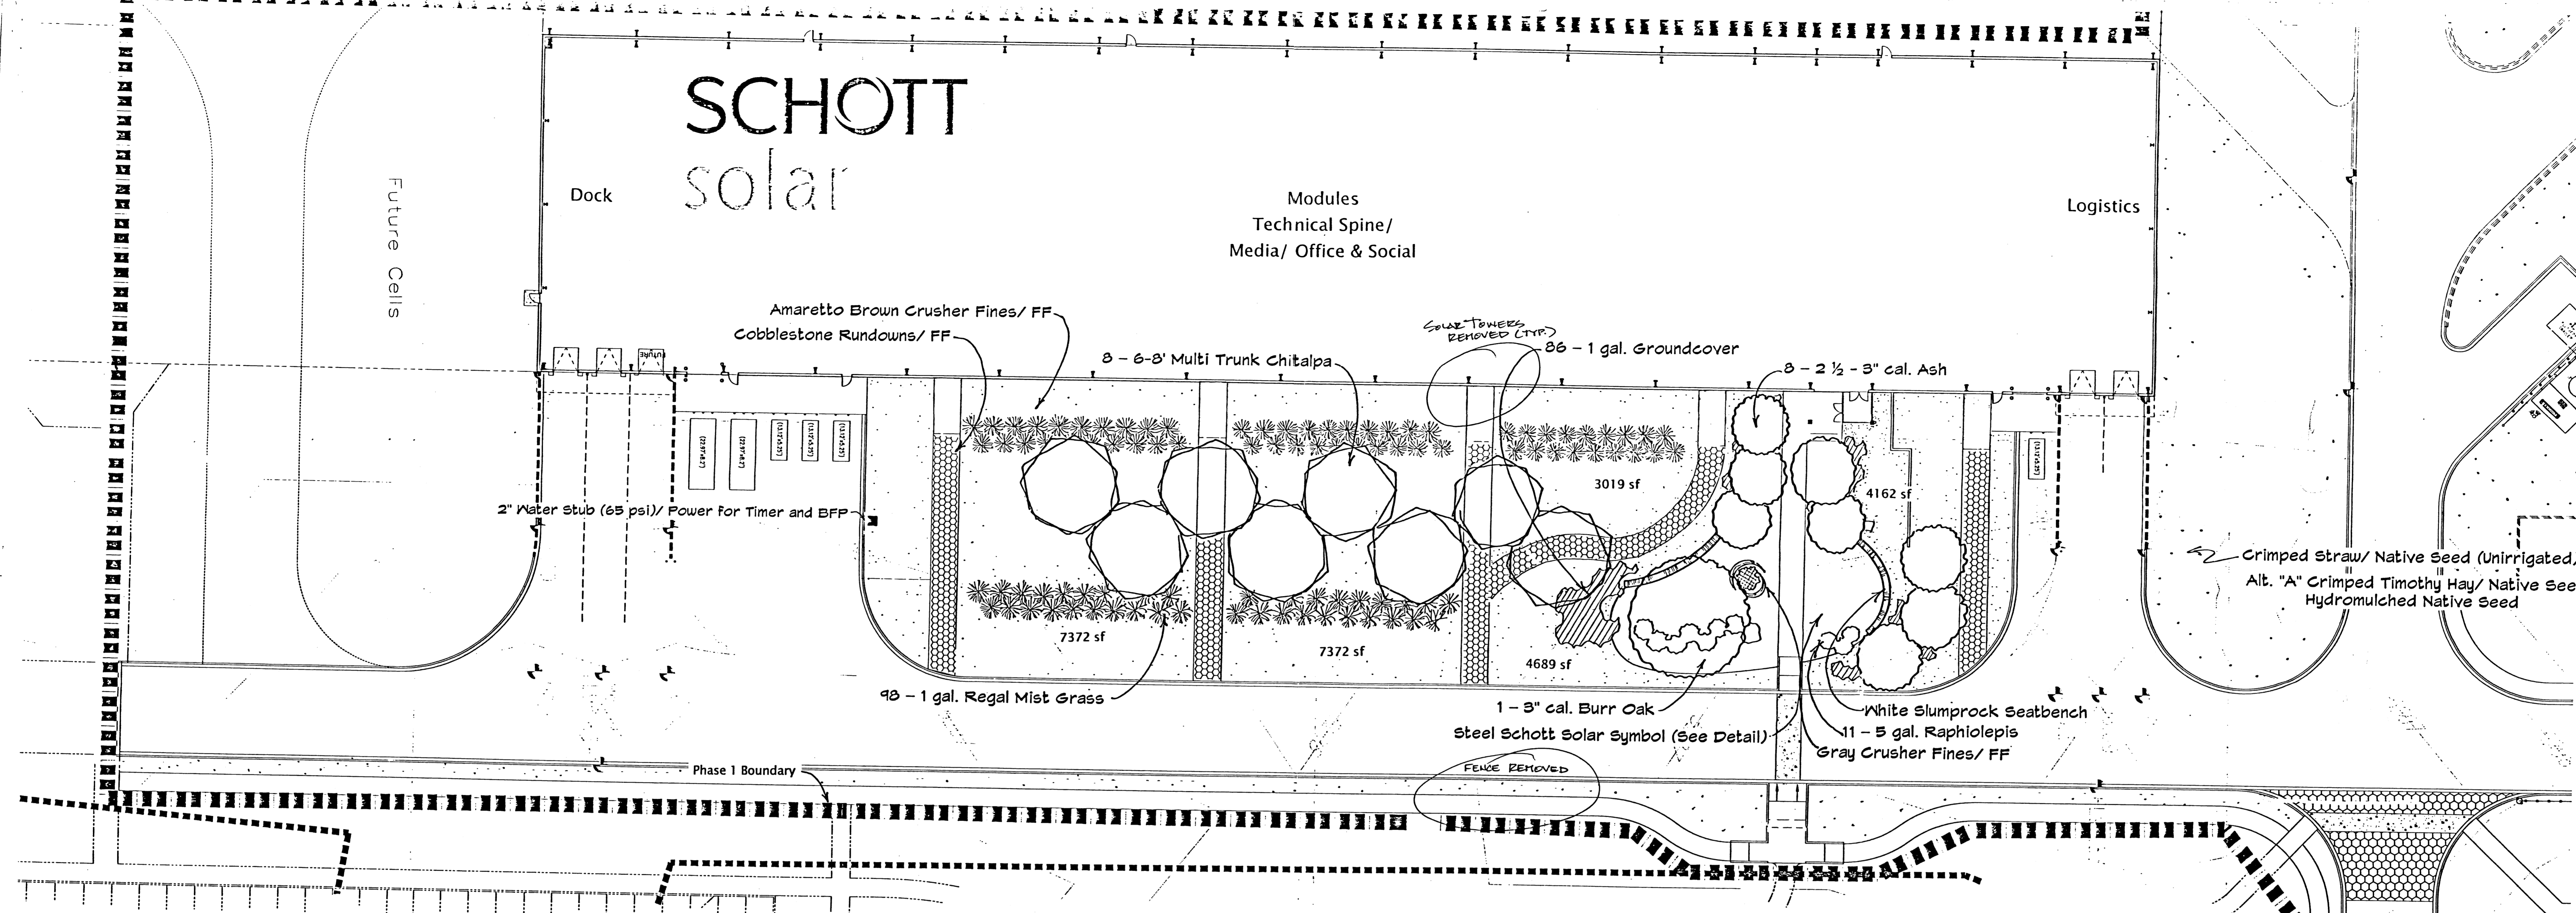 SCHOTT
solar
Dock
Modules
Technical Spine/
Media/ Office & Social
Logistics
Future Cells
Amaretto Brown Crusher Fines/ FF
Cobblestone Rundowns/ FF
8 - 6-8' Multi Trunk Chitalpa
SOLAR TOWERS
REMOVED (TYP.)
86 - 1 gal. Groundcover
8 - 2 ½ - 3" cal. Ash
FUTURE
3019 sf
4162 sf
2" Water Stub (65 psi)/ Power for Timer and BFP
Crimped Straw/ Native Seed (Unirrigated)
Alt. "A" Crimped Timothy Hay/ Native See
Hydromulched Native Seed
7372 sf
7372 sf
4689 sf
98 - 1 gal. Regal Mist Grass
1 - 3" cal. Burr Oak
Steel Schott Solar Symbol (See Detail)
White Slumprock Seatbench
11 - 5 gal. Raphiolepis
Gray Crusher Fines/ FF
Phase 1 Boundary
FENCE REMOVED